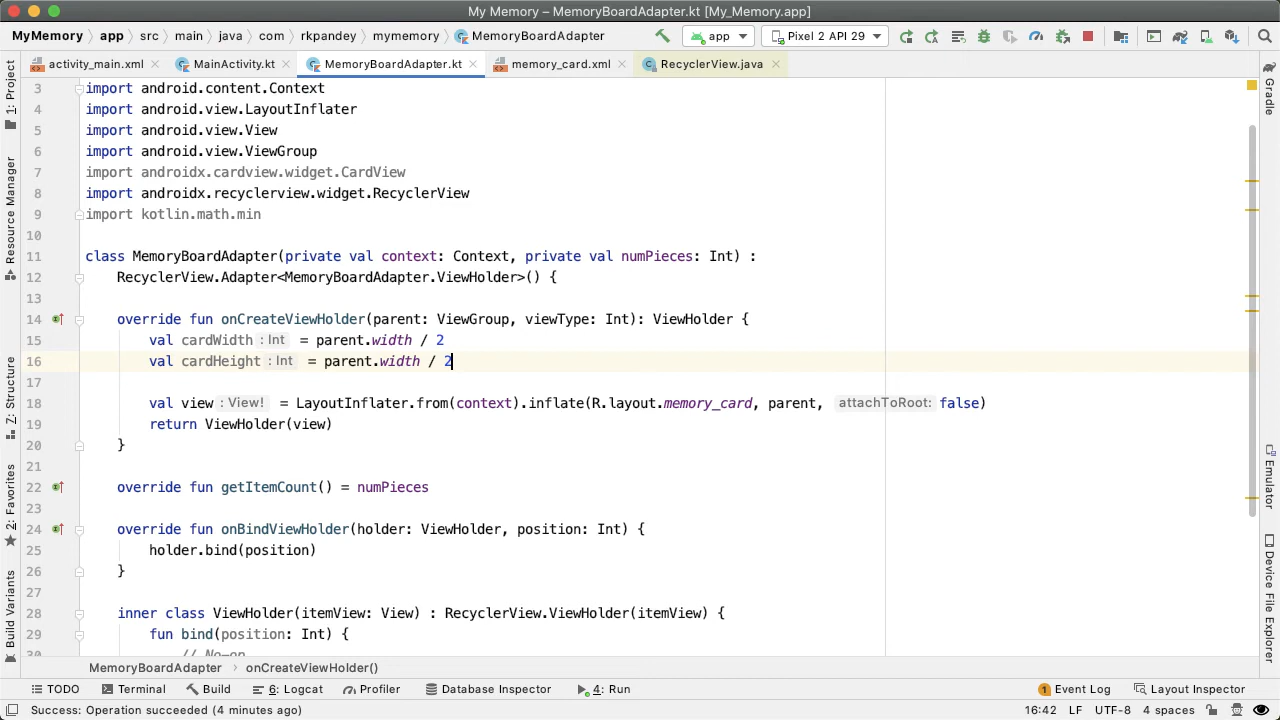 My Memory – MemoryBoardAdapter.kt [My_Memory.app]
MyMemory app src main java com rkpandey mymemory MemoryBoardAdapter app Pixel 2 API 29
activity_main.xml MainActivity.kt MemoryBoardAdapter.kt memory_card.xml RecyclerView.java
1: Project
Resource Manager
Z: Structure
2: Favorites
Build Variants
3 import android.content.Context
4 import android.view.LayoutInflater
5 import android.view.View
6 import android.view.ViewGroup
7 import androidx.cardview.widget.CardView
8 import androidx.recyclerview.widget.RecyclerView
9 import kotlin.math.min
10
11 class MemoryBoardAdapter(private val context: Context, private val numPieces: Int) :
12 RecyclerView.Adapter<MemoryBoardAdapter.ViewHolder>() {
13
14 override fun onCreateViewHolder(parent: ViewGroup, viewType: Int): ViewHolder {
15 val cardWidth : Int = parent.width / 2
16 val cardHeight : Int = parent.width / 2
17
18 val view : View! = LayoutInflater.from(context).inflate(R.layout.memory_card, parent, attachToRoot: false)
19 return ViewHolder(view)
20 }
21
22 override fun getItemCount() = numPieces
23
24 override fun onBindViewHolder(holder: ViewHolder, position: Int) {
25 holder.bind(position)
26 }
27
28 inner class ViewHolder(itemView: View) : RecyclerView.ViewHolder(itemView) {
29 fun bind(position: Int) {
30 // No-op
Gradle
Emulator
Device File Explorer
MemoryBoardAdapter onCreateViewHolder()
TODO Terminal Build 6: Logcat Profiler Database Inspector 4: Run 1 Event Log Layout Inspector
Success: Operation succeeded (4 minutes ago) 16:42 LF UTF-8 4 spaces